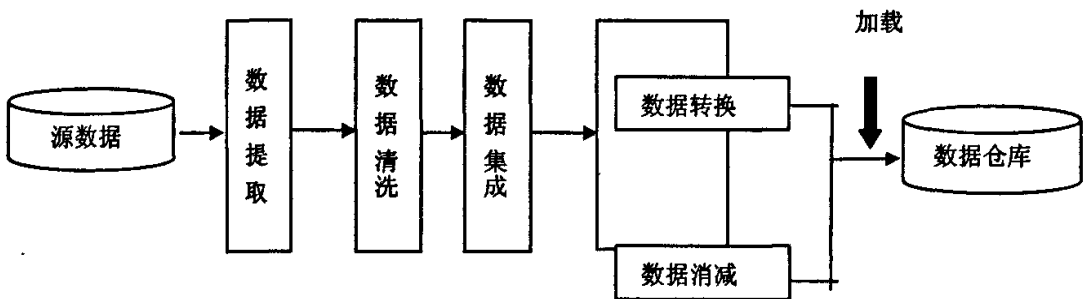 源数据
数据提取
数据清洗
数据集成
数据转换
数据消减
加载
数据仓库